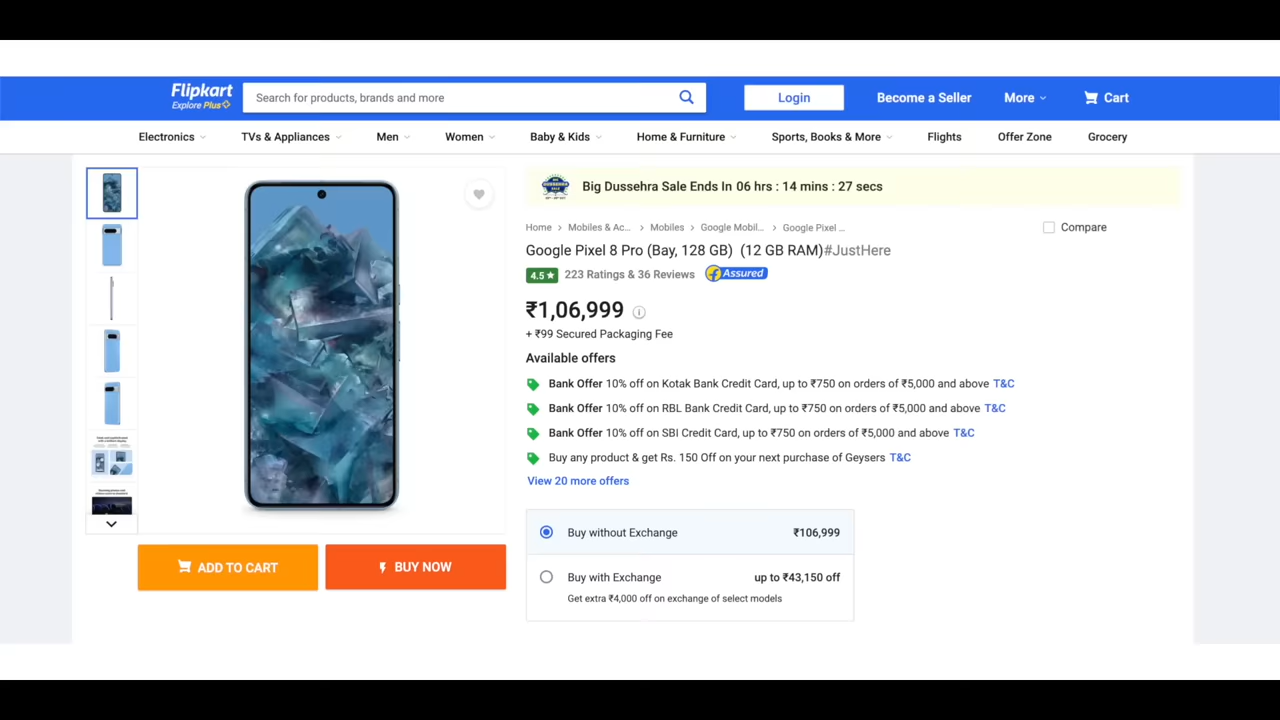 Flipkart
Explore Plus
Search for products, brands and more
Login
Become a Seller
More
Cart
Electronics
TVs & Appliances
Men
Women
Baby & Kids
Home & Furniture
Sports, Books & More
Flights
Offer Zone
Grocery
Big Dussehra Sale Ends In 06 hrs : 14 mins : 27 secs
Home > Mobiles & Ac... > Mobiles > Google Mobil... > Google Pixel ...
Compare
Google Pixel 8 Pro (Bay, 128 GB) (12 GB RAM)#JustHere
4.5 ★ 223 Ratings & 36 Reviews Assured
₹1,06,999
+ ₹99 Secured Packaging Fee
Available offers
Bank Offer 10% off on Kotak Bank Credit Card, up to ₹750 on orders of ₹5,000 and above T&C
Bank Offer 10% off on RBL Bank Credit Card, up to ₹750 on orders of ₹5,000 and above T&C
Bank Offer 10% off on SBI Credit Card, up to ₹750 on orders of ₹5,000 and above T&C
Buy any product & get Rs. 150 Off on your next purchase of Geysers T&C
View 20 more offers
Buy without Exchange ₹106,999
Buy with Exchange up to ₹43,150 off
Get extra ₹4,000 off on exchange of select models
ADD TO CART
BUY NOW